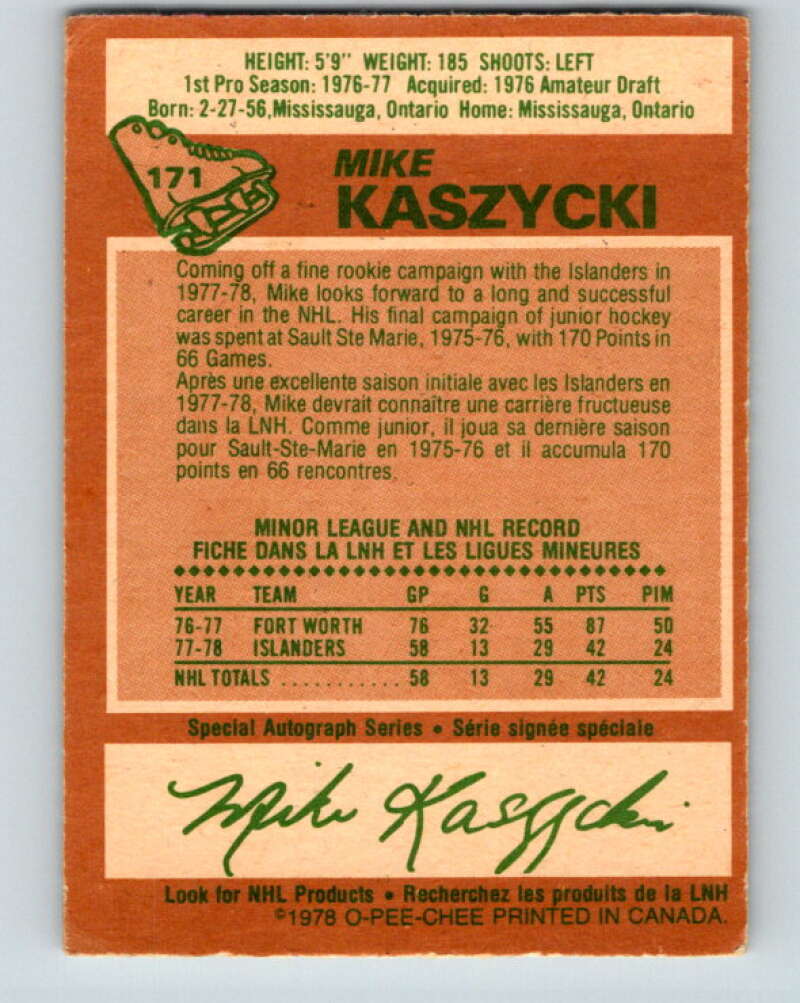 HEIGHT: 5'9" WEIGHT: 185 SHOOTS: LEFT
1st Pro Season: 1976-77 Acquired: 1976 Amateur Draft
Born: 2-27-56, Mississauga, Ontario Home: Mississauga, Ontario
171
MIKE
KASZYCKI
Coming off a fine rookie campaign with the Islanders in
1977-78, Mike looks forward to a long and successful
career in the NHL. His final campaign of junior hockey
was spent at Sault Ste Marie, 1975-76, with 170 Points in
66 Games.
Après une excellente saison initiale avec les Islanders en
1977-78, Mike devrait connaître une carrière fructueuse
dans la LNH. Comme junior, il joua sa dernière saison
pour Sault-Ste-Marie en 1975-76 et il accumula 170
points en 66 rencontres.
MINOR LEAGUE AND NHL RECORD
FICHE DANS LA LNH ET LES LIGUES MINEURES
YEAR TEAM GP G A PTS PIM
76-77 FORT WORTH 76 32 55 87 50
77-78 ISLANDERS 58 13 29 42 24
NHL TOTALS ........... 58 13 29 42 24
Special Autograph Series • Série signée spéciale
Mike Kaszycki
Look for NHL Products • Recherchez les produits de la LNH
©1978 O-PEE-CHEE PRINTED IN CANADA.